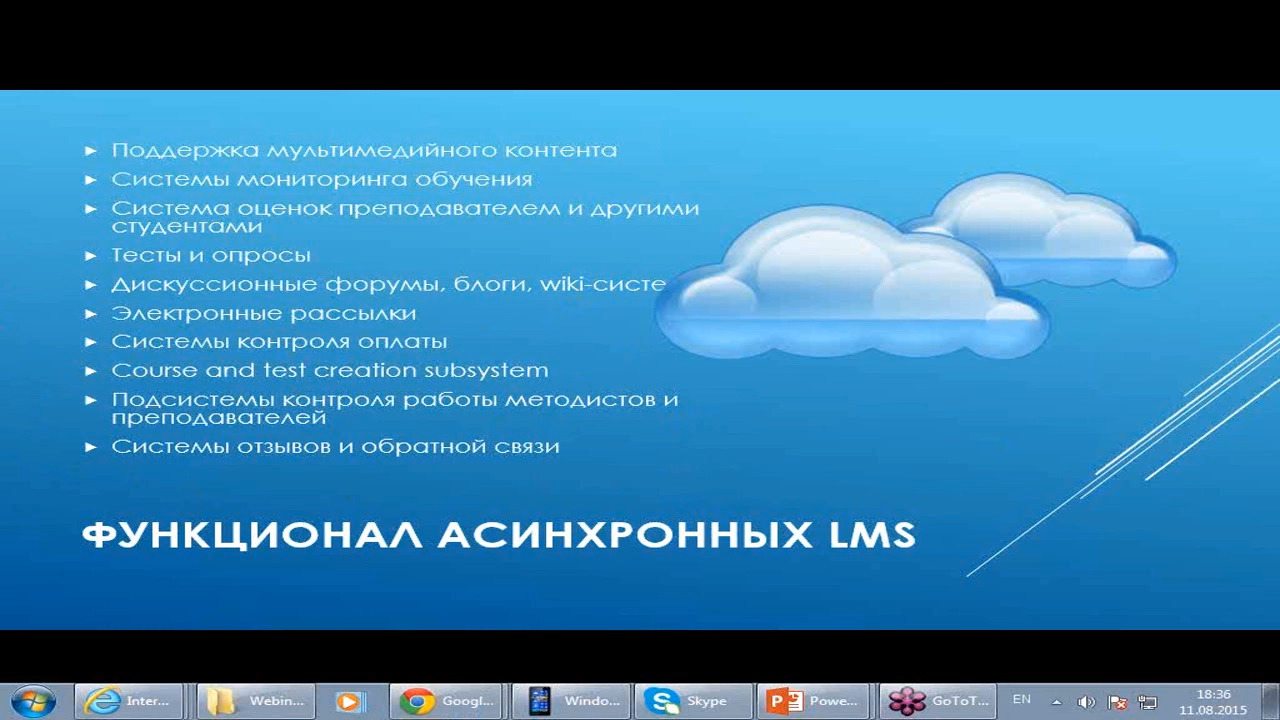 Поддержка мультимедийного контента
Системы мониторинга обучения
Система оценок преподавателем и другими
студентами
Тесты и опросы
Дискуссионные форумы, блоги, wiki-систе
Электронные рассылки
Системы контроля оплаты
Course and test creation subsystem
Подсистемы контроля работы методистов и
преподавателей
Системы отзывов и обратной связи
ФУНКЦИОНАЛ АСИНХРОННЫХ LMS
Inter... Webin... Googl... Windo... Skype Powe... GoToT... EN 18:36
11.08.2015